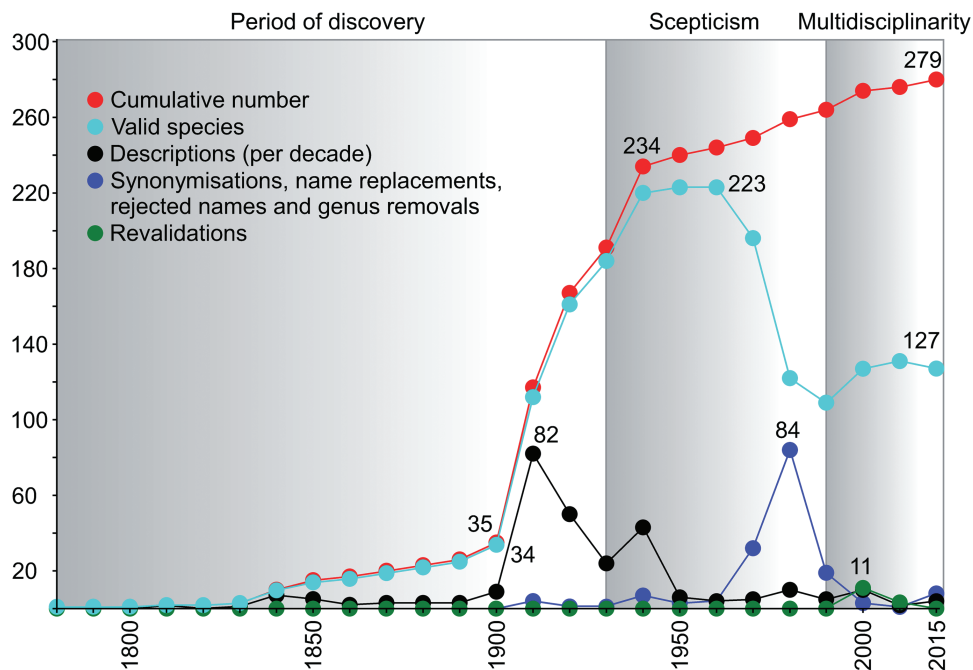 Period of discovery Scepticism Multidisciplinarity
300
279
260
Cumulative number
Valid species
234
Descriptions (per decade)
220
Synonymisations, name replacements,
223
rejected names and genus removals
Revalidations
180
140
127
100
82
84
60
35
34
20
11
1800 1850 1900 1950 2000 2015